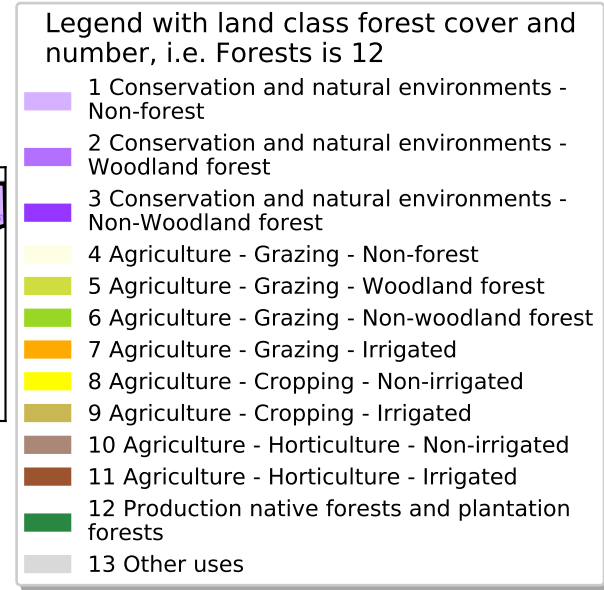 Legend with land class forest cover and
number, i.e. Forests is 12
1 Conservation and natural environments -
Non-forest
2 Conservation and natural environments -
Woodland forest
3 Conservation and natural environments -
Non-Woodland forest
4 Agriculture - Grazing - Non-forest
5 Agriculture - Grazing - Woodland forest
6 Agriculture - Grazing - Non-woodland forest
7 Agriculture - Grazing - Irrigated
8 Agriculture - Cropping - Non-irrigated
9 Agriculture - Cropping - Irrigated
10 Agriculture - Horticulture - Non-irrigated
11 Agriculture - Horticulture - Irrigated
12 Production native forests and plantation
forests
13 Other uses